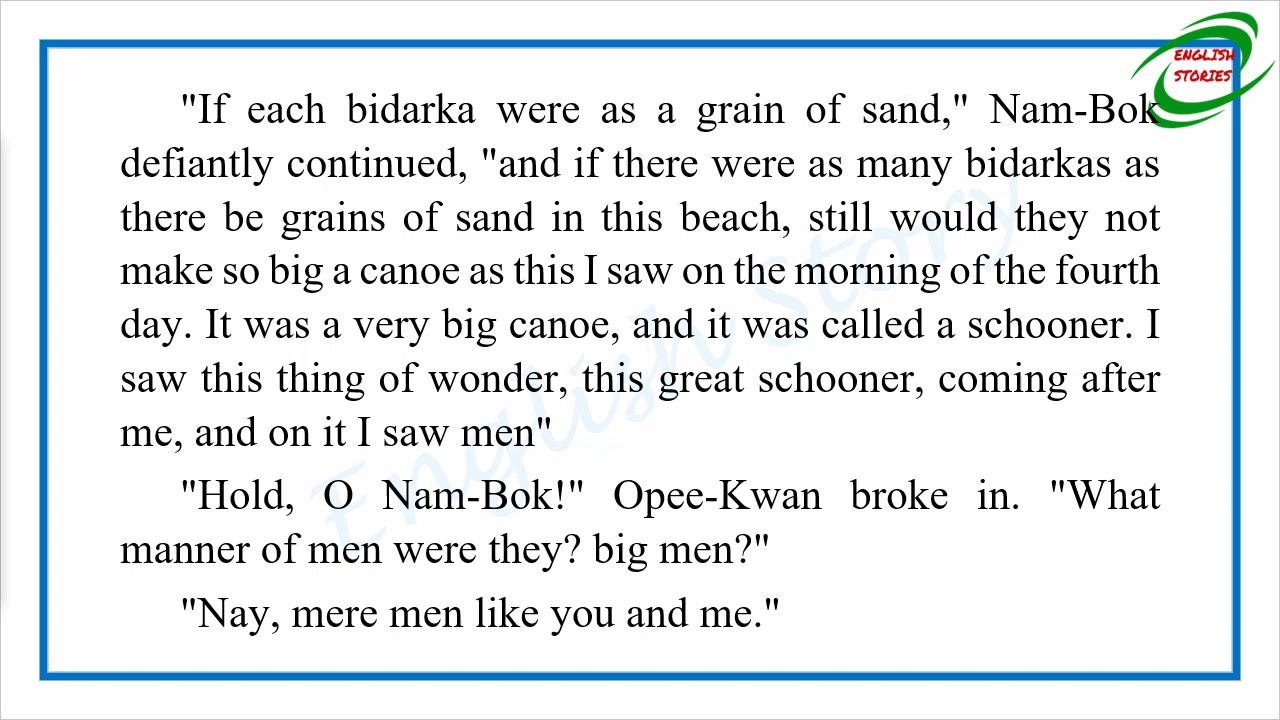 ENGLISH
STORIES
"If each bidarka were as a grain of sand," Nam-Bok
defiantly continued, "and if there were as many bidarkas as
there be grains of sand in this beach, still would they not
make so big a canoe as this I saw on the morning of the fourth
day. It was a very big canoe, and it was called a schooner. I
saw this thing of wonder, this great schooner, coming after
me, and on it I saw men"
"Hold, O Nam-Bok!" Opee-Kwan broke in. "What
manner of men were they? big men?"
"Nay, mere men like you and me."
English Story